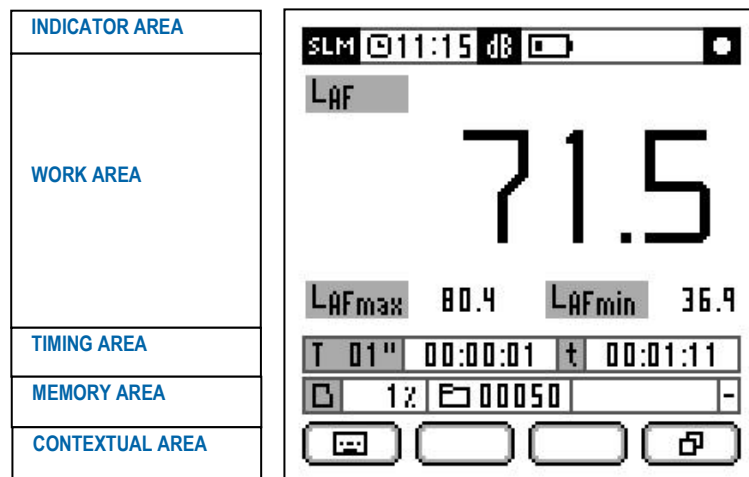 INDICATOR AREA
WORK AREA
TIMING AREA
MEMORY AREA
CONTEXTUAL AREA
SLM 11:15 dB
LAF
71.5
LAFmax 80.4 LAFmin 36.9
T 01" 00:00:01 t 00:01:11
1% 00050 -